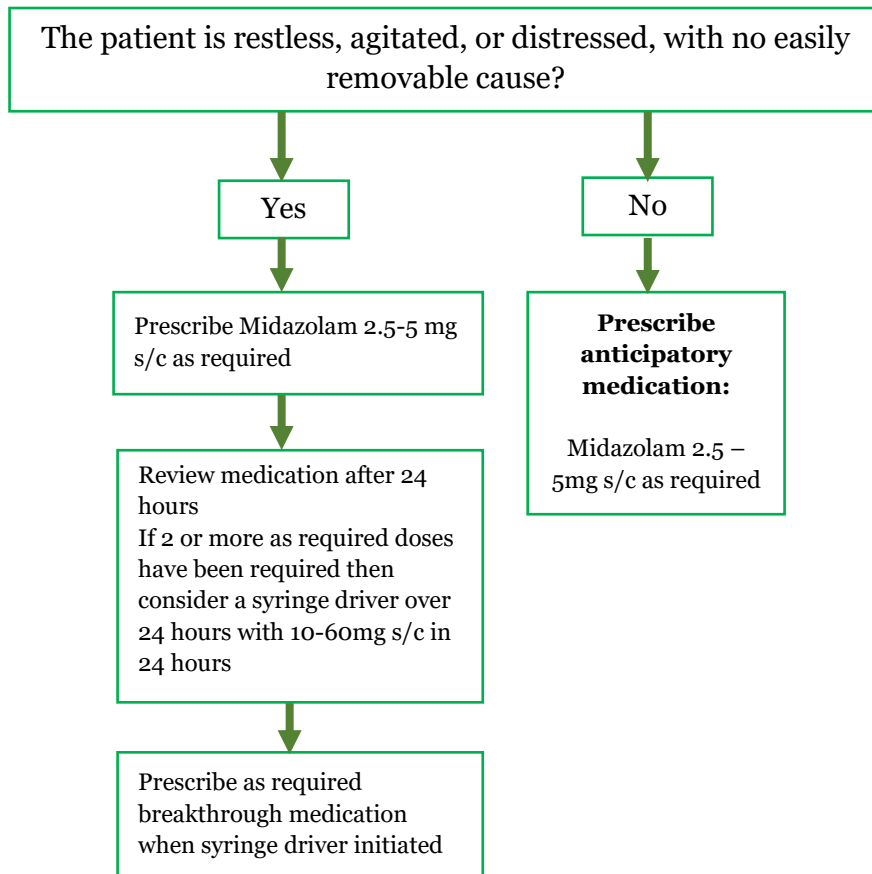 The patient is restless, agitated, or distressed, with no easily
removable cause?
Yes
No
Prescribe Midazolam 2.5-5 mg
s/c as required
Prescribe
anticipatory
medication:
Midazolam 2.5 –
5mg s/c as required
Review medication after 24
hours
If 2 or more as required doses
have been required then
consider a syringe driver over
24 hours with 10-60mg s/c in
24 hours
Prescribe as required
breakthrough medication
when syringe driver initiated